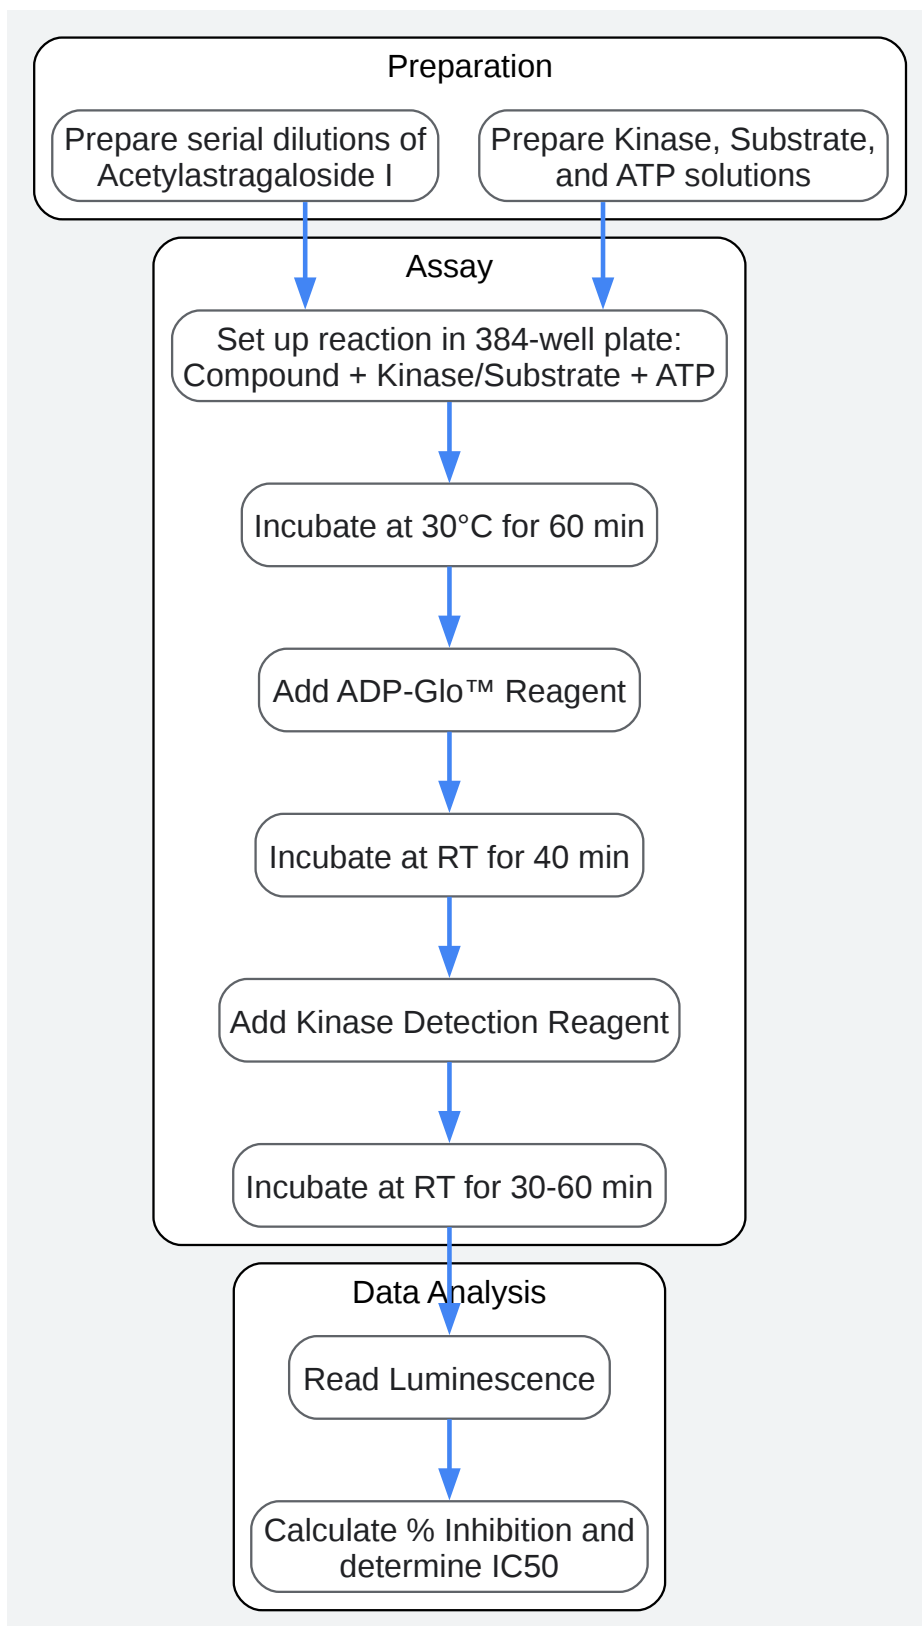 Preparation
Prepare serial dilutions of
Acetylastragaloside I
Prepare Kinase, Substrate,
and ATP solutions
Assay
Set up reaction in 384-well plate:
Compound + Kinase/Substrate + ATP
Incubate at 30°C for 60 min
Add ADP-Glo™ Reagent
Incubate at RT for 40 min
Add Kinase Detection Reagent
Incubate at RT for 30-60 min
Data Analysis
Read Luminescence
Calculate % Inhibition and
determine IC50